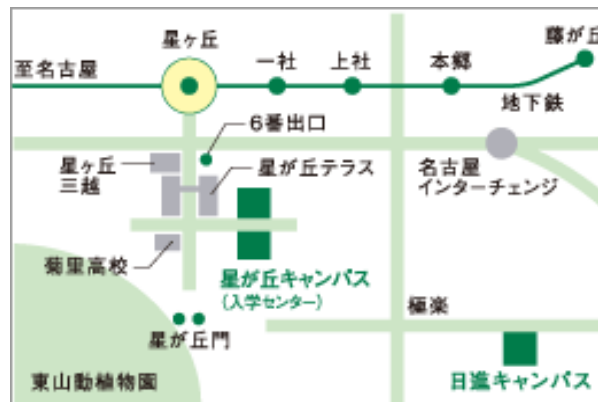 星ヶ丘
藤が丘
一社
上社
本郷
至名古屋
地下鉄
6番出口
星ヶ丘
三越
星が丘テラス
名古屋
インターチェンジ
菊里高校
星が丘キャンパス
(入学センター)
極楽
星が丘門
東山動植物園
日進キャンパス